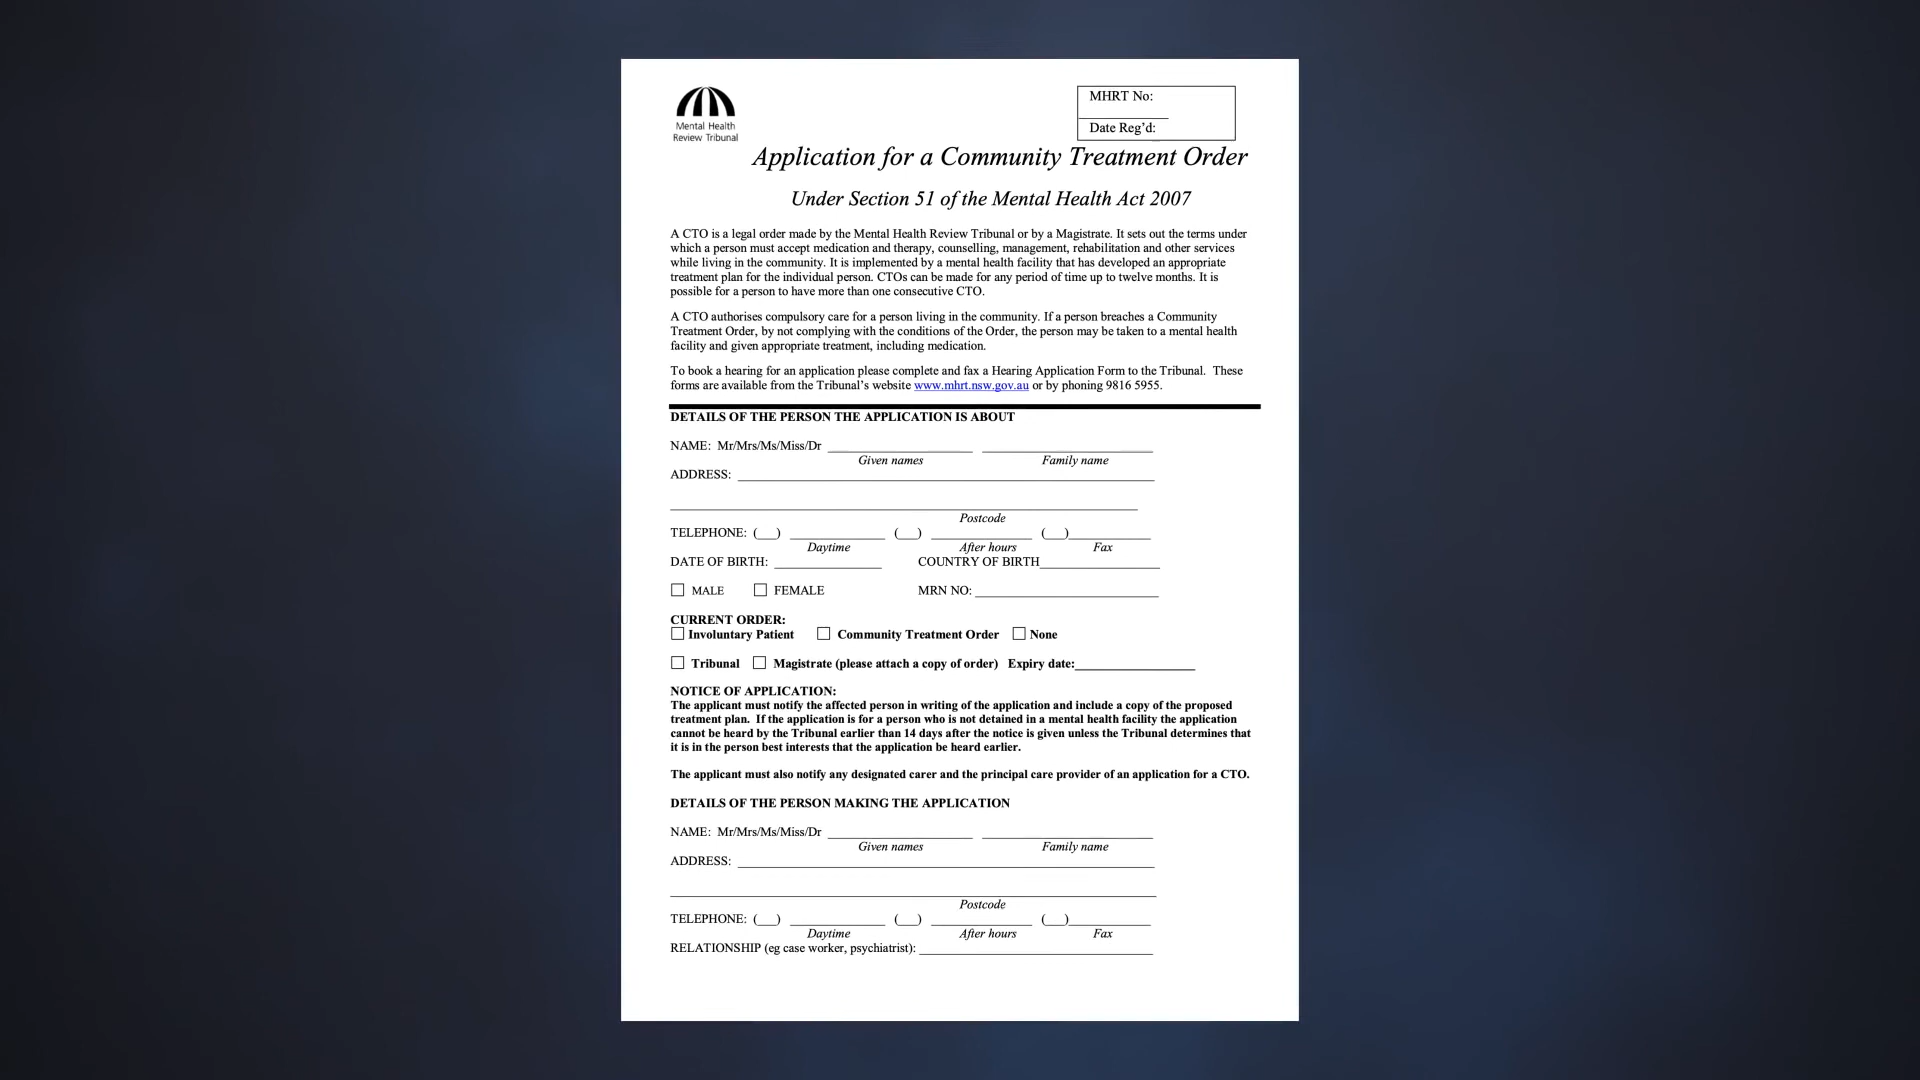 Mental Health
Review Tribunal
MHRT No:
Date Reg’d:
Application for a Community Treatment Order
Under Section 51 of the Mental Health Act 2007
A CTO is a legal order made by the Mental Health Review Tribunal or by a Magistrate. It sets out the terms under
which a person must accept medication and therapy, counselling, management, rehabilitation and other services
while living in the community. It is implemented by a mental health facility that has developed an appropriate
treatment plan for the individual person. CTOs can be made for any period of time up to twelve months. It is
possible for a person to have more than one consecutive CTO.
A CTO authorises compulsory care for a person living in the community. If a person breaches a Community
Treatment Order, by not complying with the conditions of the Order, the person may be taken to a mental health
facility and given appropriate treatment, including medication.
To book a hearing for an application please complete and fax a Hearing Application Form to the Tribunal.  These
forms are available from the Tribunal’s website www.mhrt.nsw.gov.au or by phoning 9816 5955.
DETAILS OF THE PERSON THE APPLICATION IS ABOUT
NAME:  Mr/Mrs/Ms/Miss/Dr
Given names Family name
ADDRESS:
Postcode
TELEPHONE: (__) (__) (__)
Daytime After hours Fax
DATE OF BIRTH: COUNTRY OF BIRTH
MALE FEMALE MRN NO:
CURRENT ORDER:
Involuntary Patient Community Treatment Order None
Tribunal Magistrate (please attach a copy of order) Expiry date:
NOTICE OF APPLICATION:
The applicant must notify the affected person in writing of the application and include a copy of the proposed
treatment plan.  If the application is for a person who is not detained in a mental health facility the application
cannot be heard by the Tribunal earlier than 14 days after the notice is given unless the Tribunal determines that
it is in the person best interests that the application be heard earlier.
The applicant must also notify any designated carer and the principal care provider of an application for a CTO.
DETAILS OF THE PERSON MAKING THE APPLICATION
NAME:  Mr/Mrs/Ms/Miss/Dr
Given names Family name
ADDRESS:
Postcode
TELEPHONE: (__) (__) (__)
Daytime After hours Fax
RELATIONSHIP (eg case worker, psychiatrist):